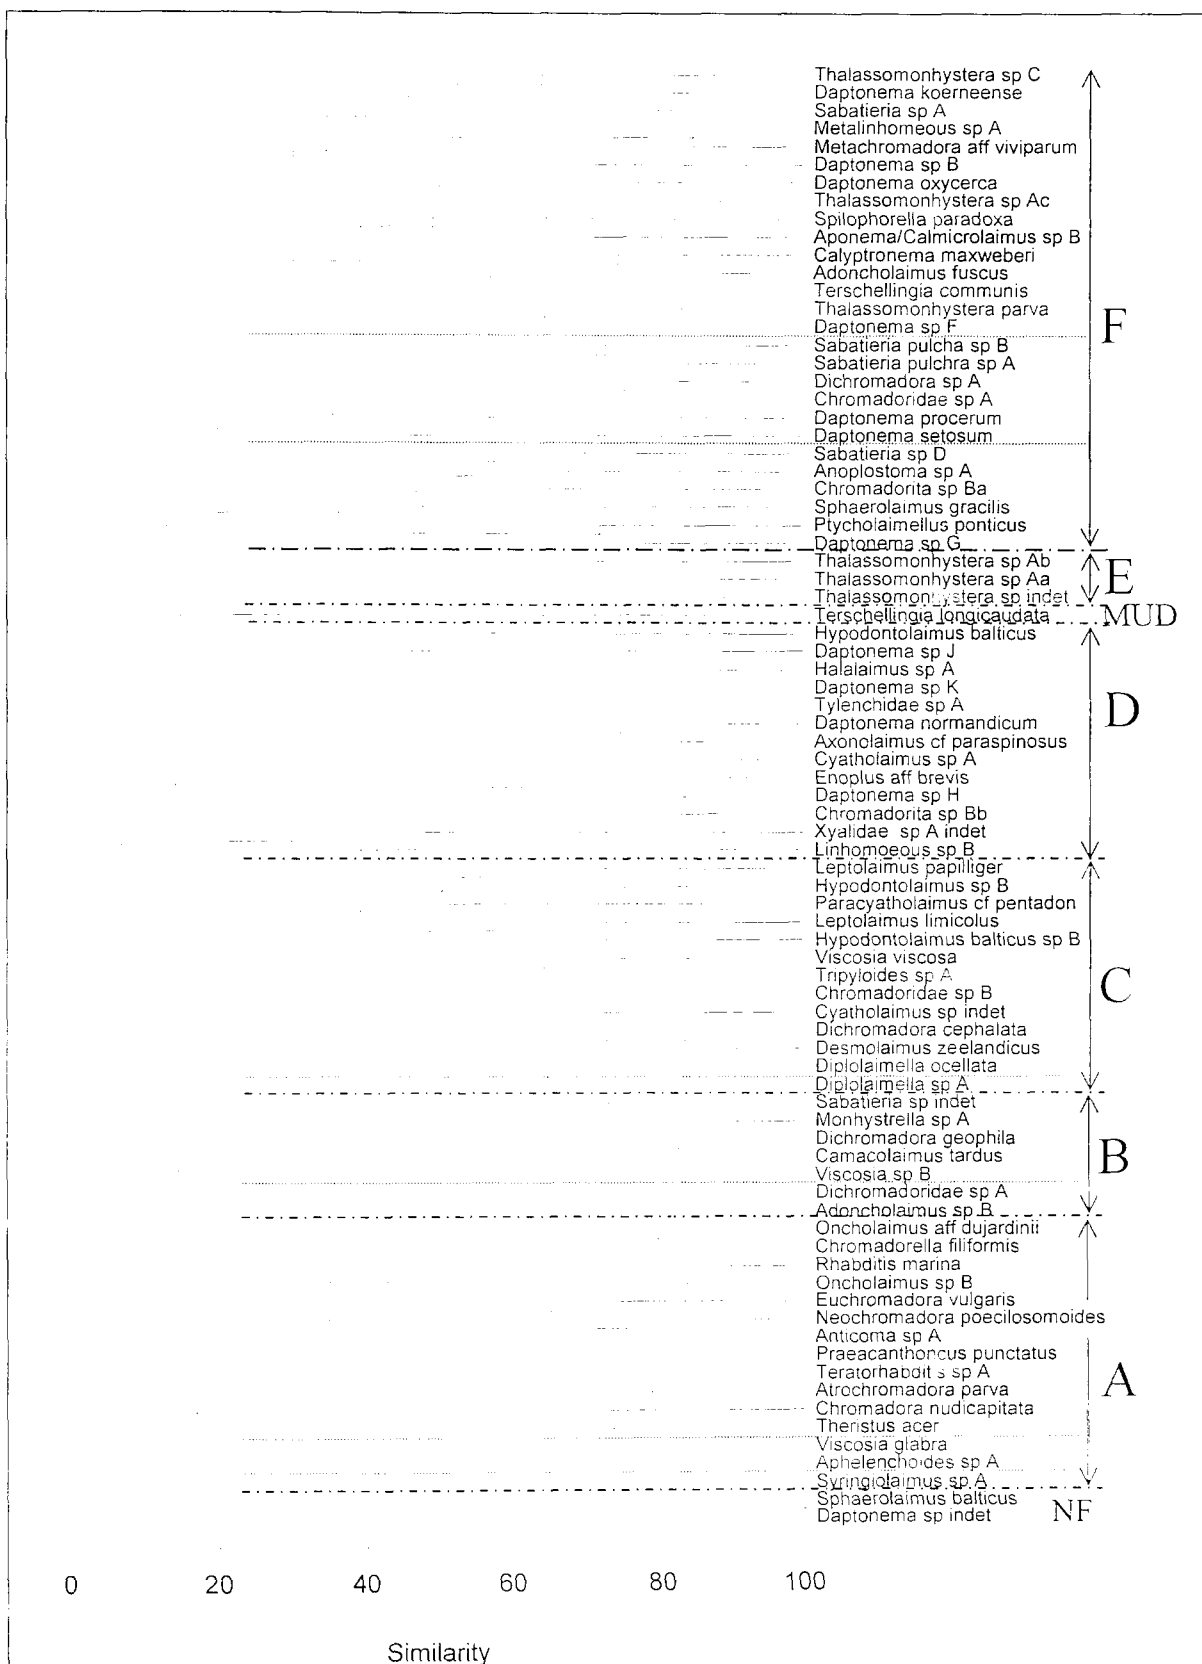 Thalassomonhystera sp C
Daptonema koerneense
Sabatieria sp A
Metalinhomeous sp A
Metachromadora aff viviparum
Daptonema sp B
Daptonema oxycerca
Thalassomonhystera sp Ac
Spilophorella paradoxa
Aponema/Calmicrolaimus sp B
Calyptronema maxweberi
Adoncholaimus fuscus
Terschellingia communis
Thalassomonhystera parva
Daptonema sp F
F
Sabatieria pulcha sp B
Sabatieria pulchra sp A
Dichromadora sp A
Chromadoridae sp A
Daptonema procerum
Daptonema setosum
Sabatieria sp D
Anoplostoma sp A
Chromadorita sp Ba
Sphaerolaimus gracilis
Ptycholaimellus ponticus
Daptonema sp G
Thalassomonhystera sp Ab
Thalassomonhystera sp Aa
E
Thalassomonhystera sp indet
Terschellingia longicaudata MUD
Hypodontolaimus balticus
Daptonema sp J
Halalaimus sp A
Daptonema sp K
Tylenchidae sp A
D
Daptonema normandicum
Axonolaimus cf paraspinosus
Cyatholaimus sp A
Enoplus aff brevis
Daptonema sp H
Chromadorita sp Bb
Xyalidae sp A indet
Linhomoeous sp B
Leptolaimus papilliger
Hypodontolaimus sp B
Paracyatholaimus cf pentadon
Leptolaimus limicolus
Hypodontolaimus balticus sp B
Viscosia viscosa
Tripyloides sp A
C
Chromadoridae sp B
Cyatholaimus sp indet
Dichromadora cephalata
Desmolaimus zeelandicus
Diplolaimella ocellata
Diplolaimella sp A
Sabatieria sp indet
Monhystrella sp A
Dichromadora geophila
Camacolaimus tardus
B
Viscosia sp B
Dichromadoridae sp A
Adoncholaimus sp B
Oncholaimus aff dujardinii
Chromadorella filiformis
Rhabditis marina
Oncholaimus sp B
Euchromadora vulgaris
Neochromadora poecilosomoides
Anticoma sp A
Praeacanthoncus punctatus
Teratorhabditis sp A
A
Atrochromadora parva
Chromadora nudicapitata
Theristus acer
Viscosia glabra
Aphelenchoides sp A
Syringolaimus sp A
Sphaerolaimus balticus
Daptonema sp indet NF
0 20 40 60 80 100
Similarity